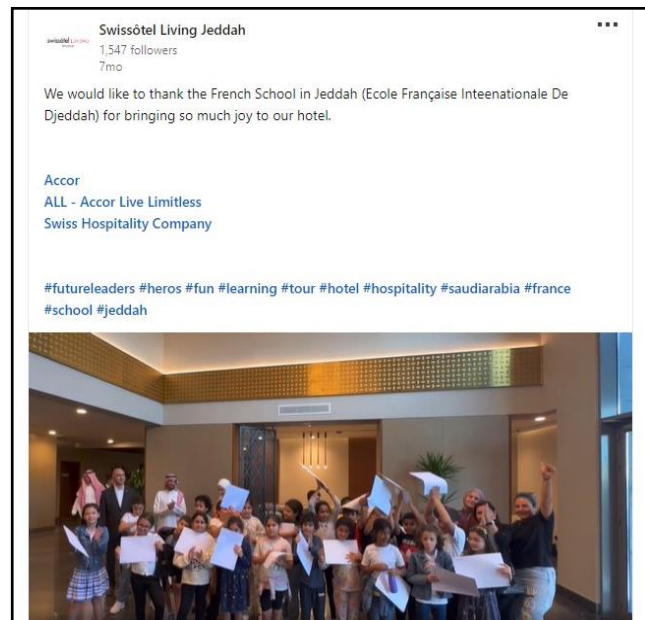 Swissôtel Living Jeddah
1,547 followers
7mo
We would like to thank the French School in Jeddah (Ecole Française Inteenationale De
Djeddah) for bringing so much joy to our hotel.
Accor
ALL - Accor Live Limitless
Swiss Hospitality Company
#futureleaders #heros #fun #learning #tour #hotel #hospitality #saudiarabia #france
#school #jeddah